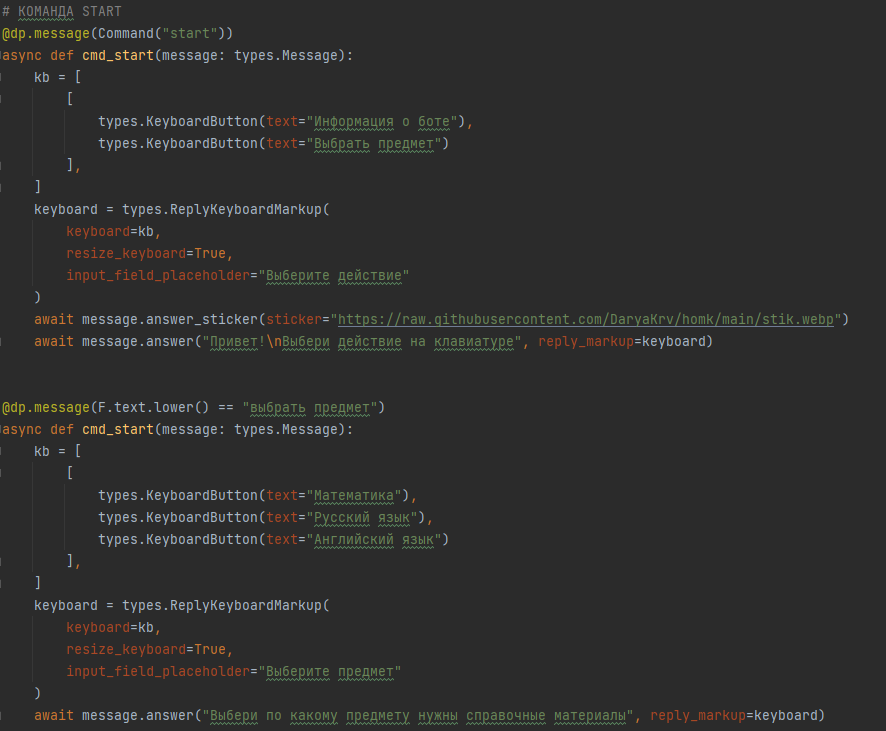 # КОМАНДА START
@dp.message(Command("start"))
async def cmd_start(message: types.Message):
    kb = [
        [
            types.KeyboardButton(text="Информация о боте"),
            types.KeyboardButton(text="Выбрать предмет")
        ],
    ]
    keyboard = types.ReplyKeyboardMarkup(
        keyboard=kb,
        resize_keyboard=True,
        input_field_placeholder="Выберите действие"
    )
    await message.answer_sticker(sticker="https://raw.githubusercontent.com/DaryaKrv/homk/main/stik.webp")
    await message.answer("Привет!\nВыбери действие на клавиатуре", reply_markup=keyboard)
@dp.message(F.text.lower() == "выбрать предмет")
async def cmd_start(message: types.Message):
    kb = [
        [
            types.KeyboardButton(text="Математика"),
            types.KeyboardButton(text="Русский язык"),
            types.KeyboardButton(text="Английский язык")
        ],
    ]
    keyboard = types.ReplyKeyboardMarkup(
        keyboard=kb,
        resize_keyboard=True,
        input_field_placeholder="Выберите предмет"
    )
    await message.answer("Выбери по какому предмету нужны справочные материалы", reply_markup=keyboard)